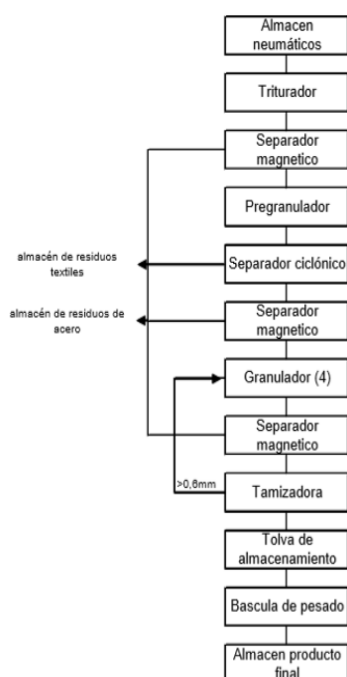 Almacen
neumáticos
Triturador
Separador
magnetico
Pregranulador
almacén de residuos
textiles
Separador ciclónico
almacén de residuos de
acero
Separador
magnetico
Granulador (4)
Separador
magnetico
>0,6mm
Tamizadora
Tolva de
almacenamiento
Bascula de pesado
Almacen producto
final